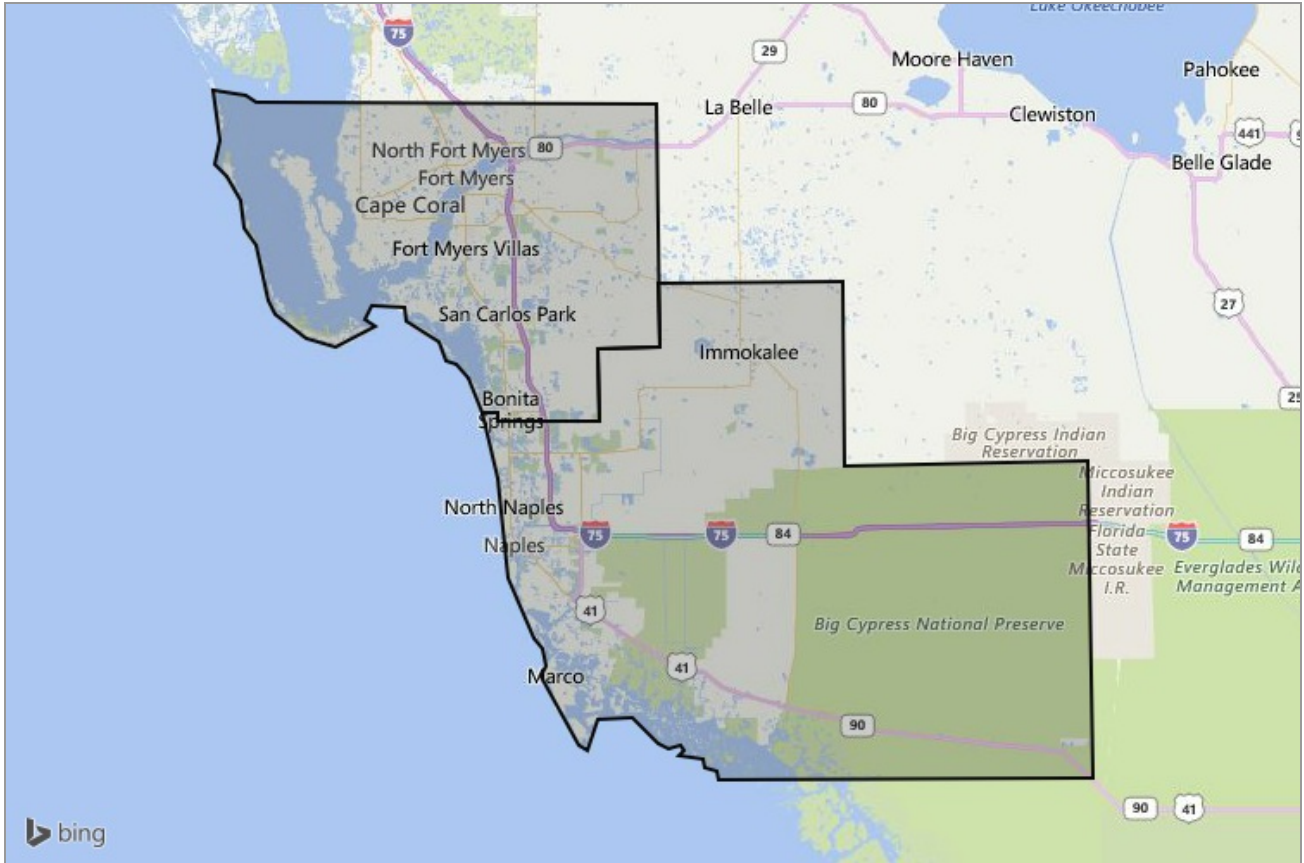 Lake Okeechobee
75
29
Moore Haven
Pahokee
La Belle
80
80
Clewiston
441
Belle Glade
North Fort Myers
80
Fort Myers
Cape Coral
Fort Myers Villas
27
San Carlos Park
Immokalee
Bonita
Springs
Big Cypress Indian
Reservation
Miccosukee
Indian
Reservation
Florida
State
Miccosukee
I.R.
North Naples
Naples
75
75
84
75
84
Everglades Wil
Management A
41
Big Cypress National Preserve
41
Marco
90
90
41
bing